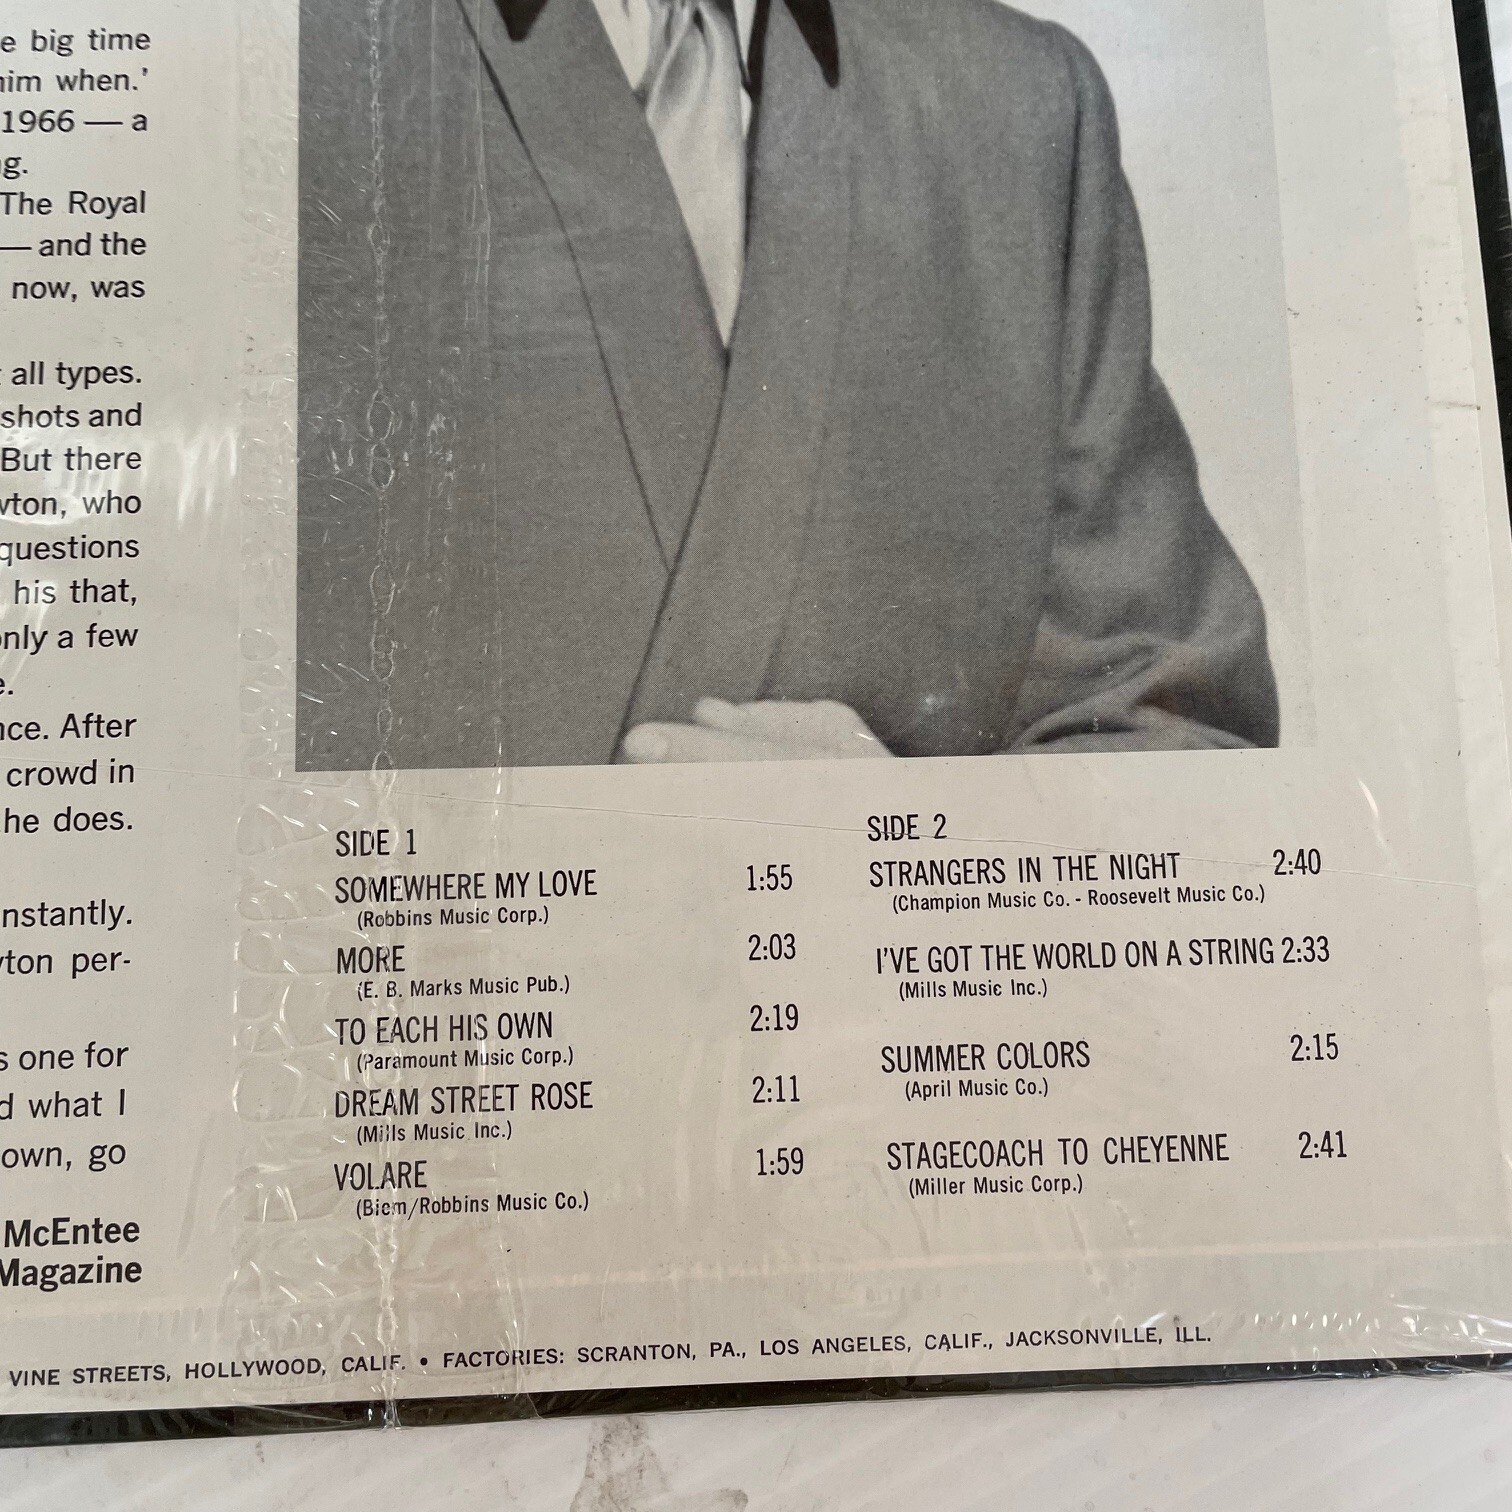 e big time
him when.'
1966 — a
g.
The Royal
— and the
now, was
all types.
shots and
But there
wton, who
questions
his that,
only a few
e.
nce. After
crowd in
he does.
nstantly.
ton per-
s one for
d what I
own, go
McEntee
Magazine
SIDE 1
SOMEWHERE MY LOVE 1:55
(Robbins Music Corp.)
MORE 2:03
(E. B. Marks Music Pub.)
TO EACH HIS OWN 2:19
(Paramount Music Corp.)
DREAM STREET ROSE 2:11
(Mills Music Inc.)
VOLARE 1:59
(Biem/Robbins Music Co.)
SIDE 2
STRANGERS IN THE NIGHT 2:40
(Champion Music Co. - Roosevelt Music Co.)
I'VE GOT THE WORLD ON A STRING 2:33
(Mills Music Inc.)
SUMMER COLORS 2:15
(April Music Co.)
STAGECOACH TO CHEYENNE 2:41
(Miller Music Corp.)
VINE STREETS, HOLLYWOOD, CALIF. • FACTORIES: SCRANTON, PA., LOS ANGELES, CALIF., JACKSONVILLE, ILL.